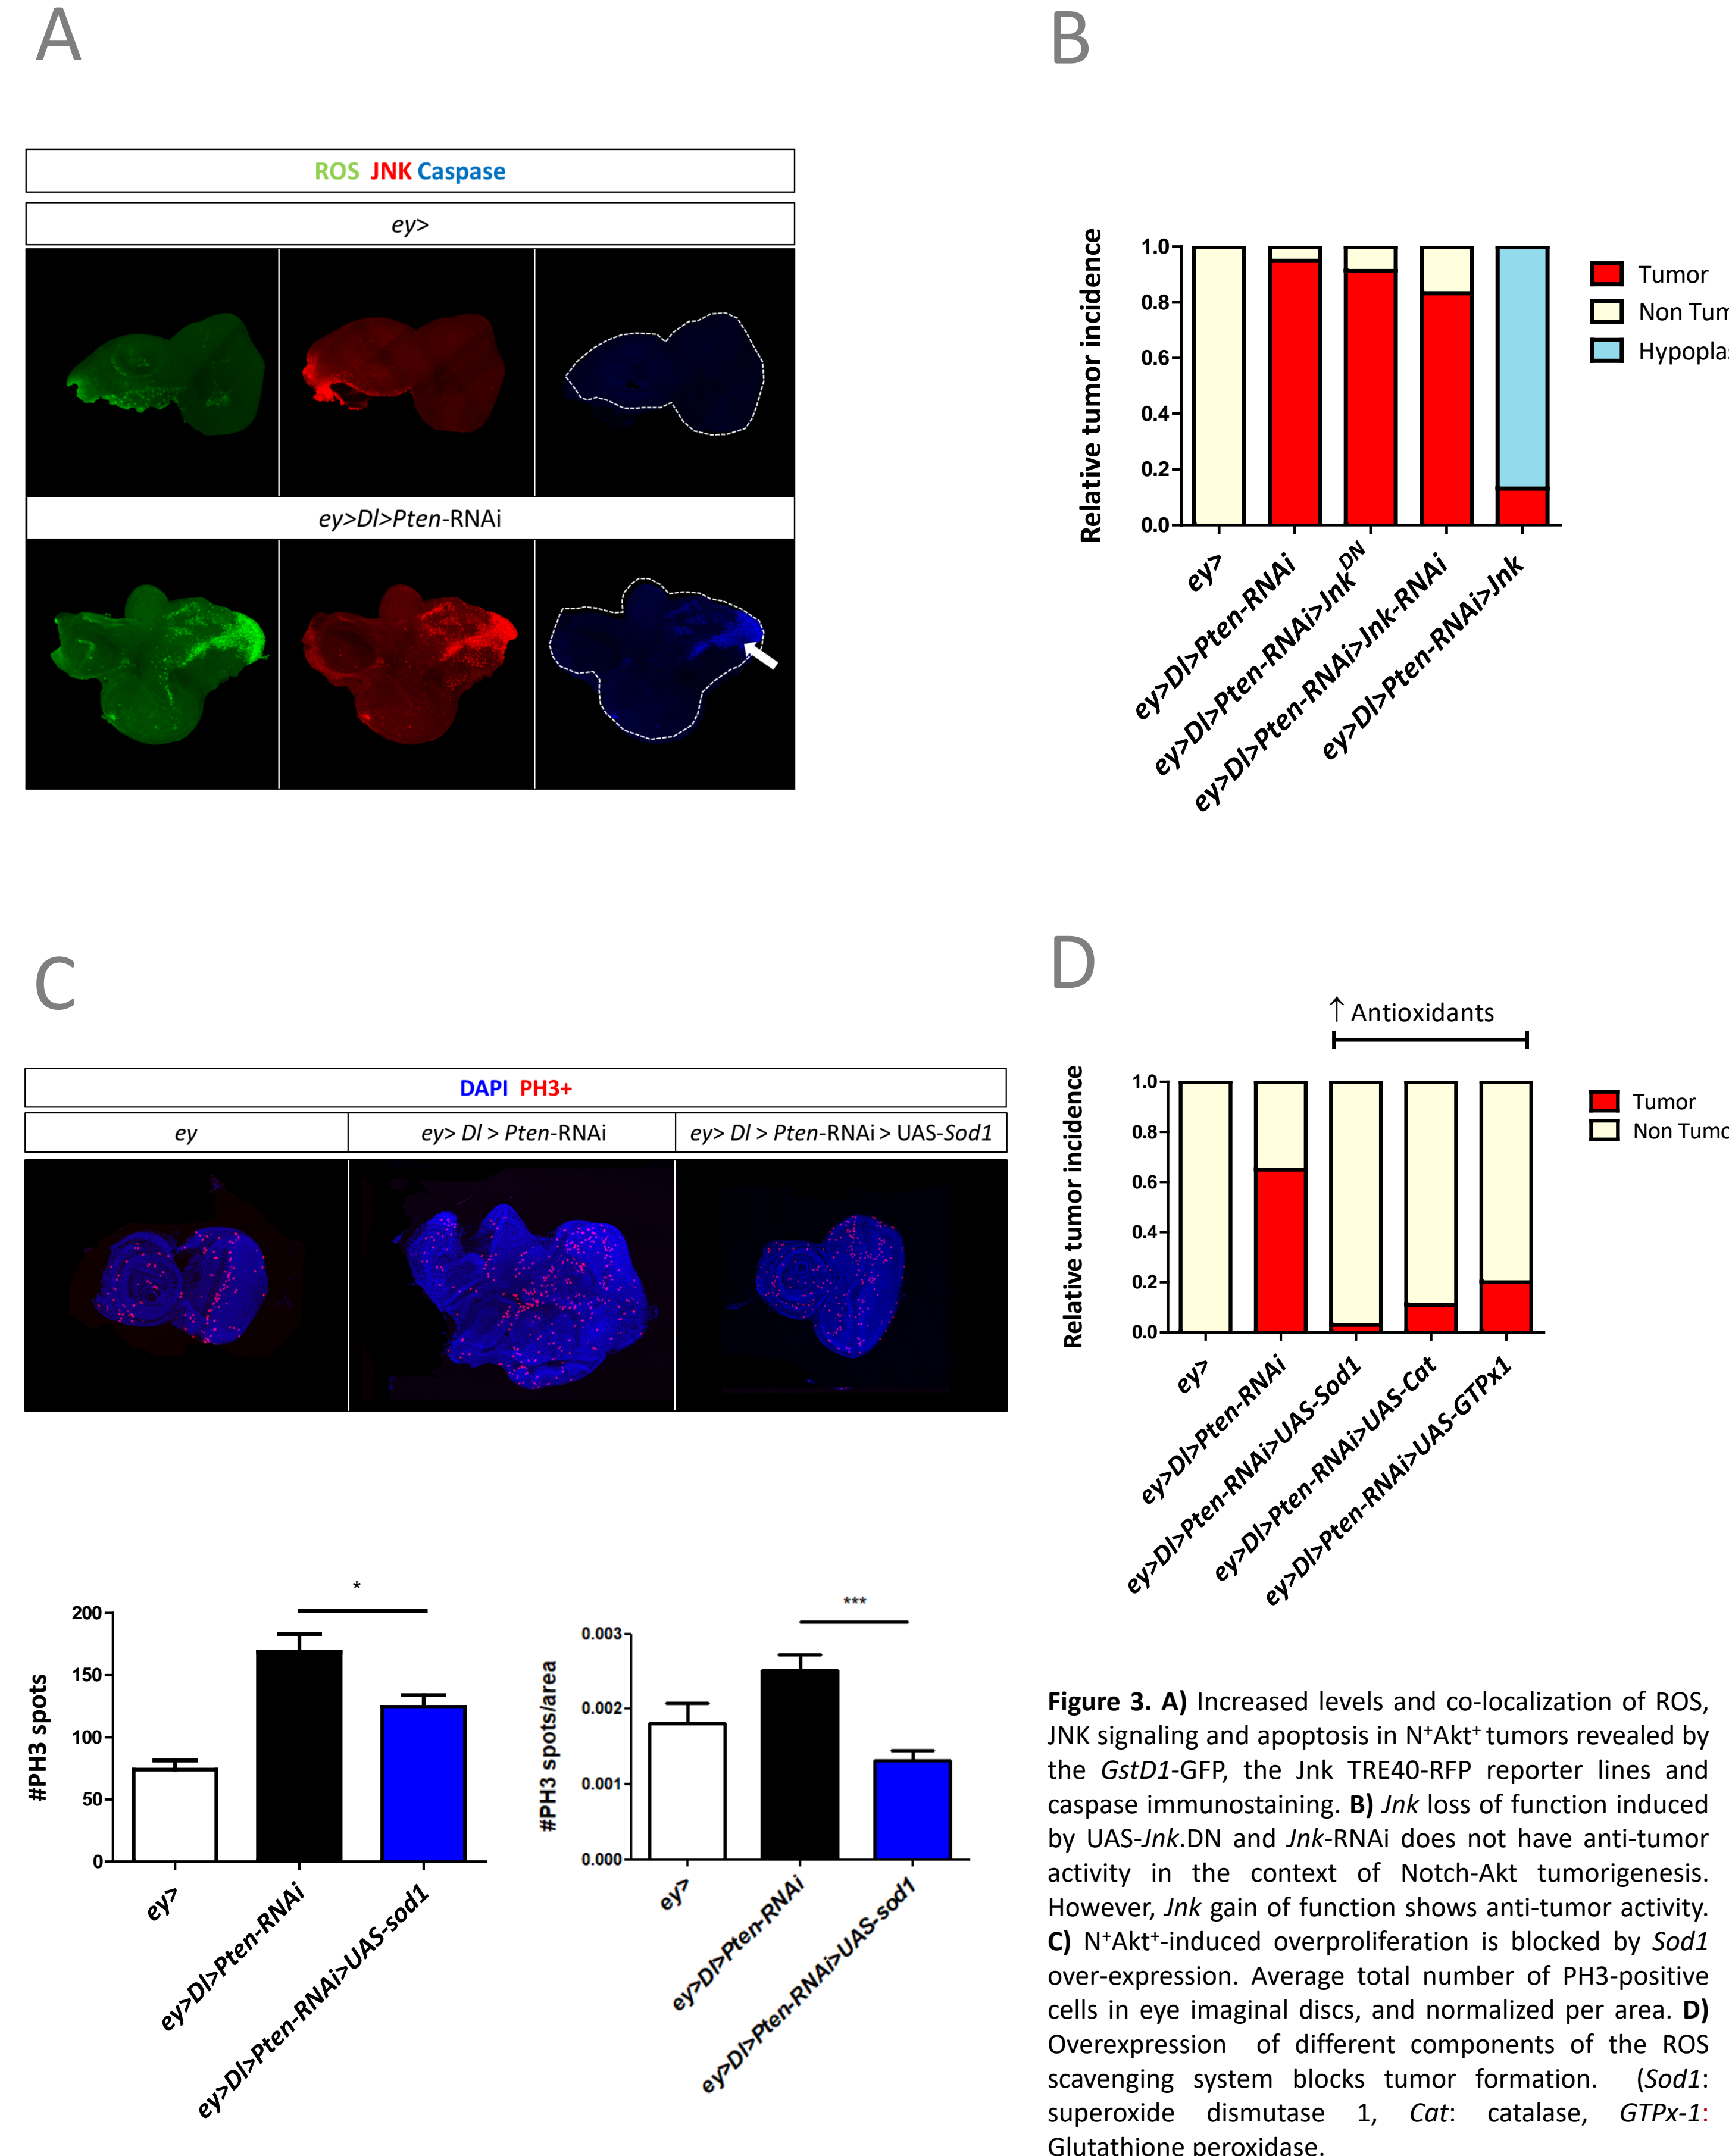 A
ROS JNK Caspase
ey>
ey>Dl>Pten-RNAi
B
Relative tumor incidence
1.0
0.8
0.6
0.4
0.2
0.0
ey>
ey>Dl>Pten-RNAi
ey>Dl>Pten-RNAi>Jnk^DN
ey>Dl>Pten-RNAi>Jnk-RNAi
ey>Dl>Pten-RNAi>Jnk
Tumor
Non Tum
Hypopla
C
DAPI PH3+
ey
ey> Dl > Pten-RNAi
ey> Dl > Pten-RNAi > UAS-Sod1
#PH3 spots
200
150
100
50
0
*
ey>
ey>Dl>Pten-RNAi
ey>Dl>Pten-RNAi>UAS-sod1
#PH3 spots/area
0.003
0.002
0.001
0.000
***
ey>
ey>Dl>Pten-RNAi
ey>Dl>Pten-RNAi>UAS-sod1
D
↑ Antioxidants
Relative tumor incidence
1.0
0.8
0.6
0.4
0.2
0.0
ey>
ey>Dl>Pten-RNAi
ey>Dl>Pten-RNAi>UAS-Sod1
ey>Dl>Pten-RNAi>UAS-Cat
ey>Dl>Pten-RNAi>UAS-GTPx1
Tumor
Non Tumo
Figure 3. A) Increased levels and co-localization of ROS,
JNK signaling and apoptosis in N⁺Akt⁺ tumors revealed by
the GstD1-GFP, the Jnk TRE40-RFP reporter lines and
caspase immunostaining. B) Jnk loss of function induced
by UAS-Jnk.DN and Jnk-RNAi does not have anti-tumor
activity in the context of Notch-Akt tumorigenesis.
However, Jnk gain of function shows anti-tumor activity.
C) N⁺Akt⁺-induced overproliferation is blocked by Sod1
over-expression. Average total number of PH3-positive
cells in eye imaginal discs, and normalized per area. D)
Overexpression of different components of the ROS
scavenging system blocks tumor formation. (Sod1:
superoxide dismutase 1, Cat: catalase, GTPx-1:
Glutathione peroxidase.